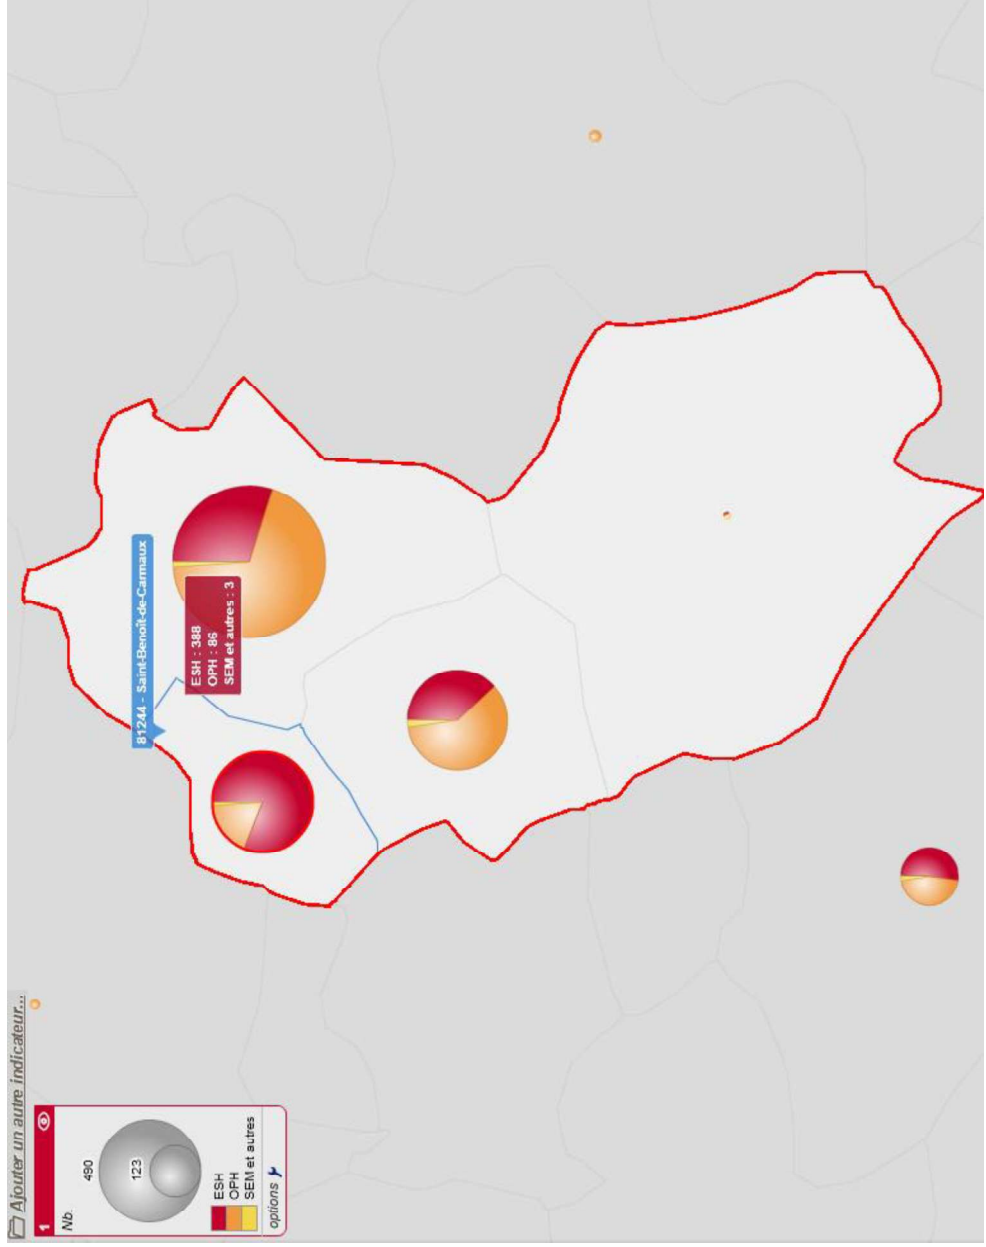 Ajouter un autre indicateur...
1
Nb.
490
123
ESH
OPH
SEM et autres
options
81244 - Saint-Benoît-de-Carmaux
ESH : 388
OPH : 86
SEM et autres : 3